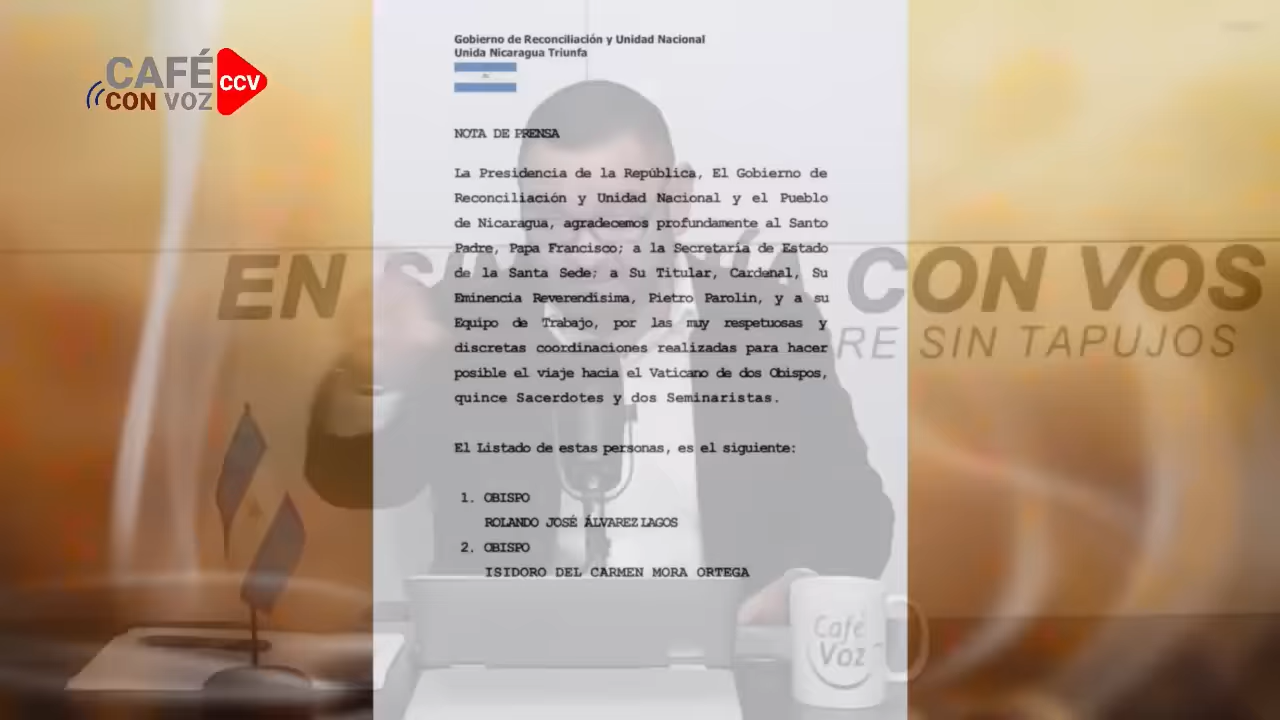 CAFÉ
CON VOZ
CCV
Gobierno de Reconciliación y Unidad Nacional
Unida Nicaragua Triunfa
NOTA DE PRENSA
La Presidencia de la República, El Gobierno de
Reconciliación y Unidad Nacional y el Pueblo
de Nicaragua, agradecemos profundamente al Santo
Padre, Papa Francisco; a la Secretaría de Estado
de la Santa Sede; a Su Titular, Cardenal, Su
Eminencia Reverendísima, Pietro Parolin, y a su
Equipo de Trabajo, por las muy respetuosas y
discretas coordinaciones realizadas para hacer
posible el viaje hacia el Vaticano de dos Obispos,
quince Sacerdotes y dos Seminaristas.
El Listado de estas personas, es el siguiente:
1. OBISPO
ROLANDO JOSÉ ÁLVAREZ LAGOS
2. OBISPO
ISIDORO DEL CARMEN MORA ORTEGA
EN CON VOS
SIN TAPUJOS
Café
Voz